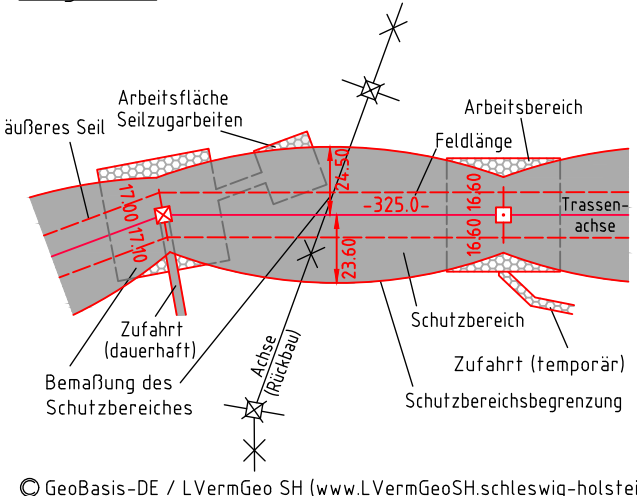 Arbeitsfläche
Seilzugarbeiten
äußeres Seil
Arbeitsbereich
Feldlänge
24.50
17.00
17.10
-325.0-
16.60
16.60
Trassen-
achse
23.60
Zufahrt
(dauerhaft)
Schutzbereich
Achse
(Rückbau)
Zufahrt (temporär)
Bemaßung des
Schutzbereiches
Schutzbereichsbegrenzung
© GeoBasis-DE / LVermGeo SH (www.LVermGeoSH.schleswig-holstei